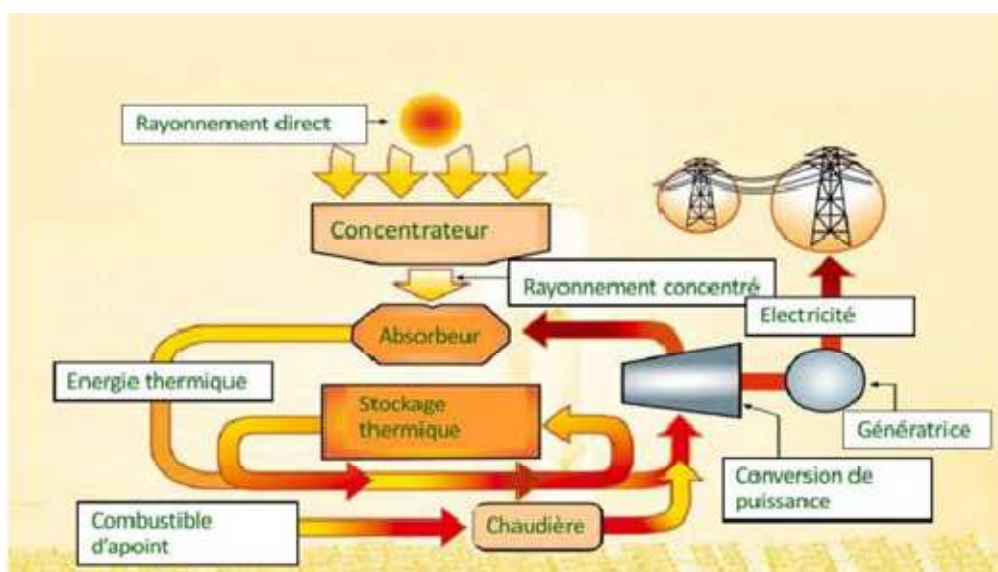 Rayonnement direct
Concentrateur
Rayonnement concentré
Electricité
Absorbeur
Energie thermique
Stockage
thermique
Génératrice
Conversion de
puissance
Combustible
d'apoint
Chaudière